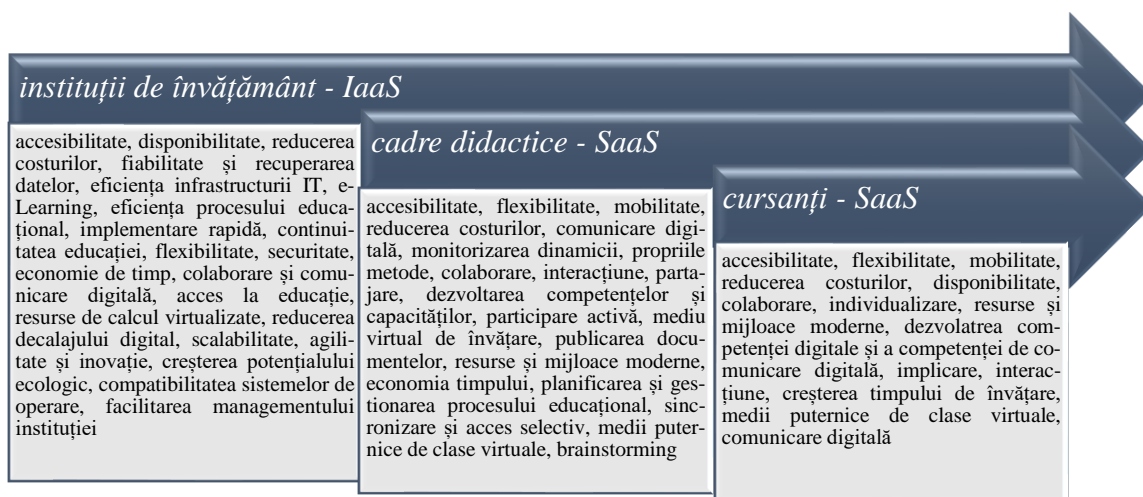 instituții de învățământ - IaaS
accesibilitate, disponibilitate, reducerea
costurilor, fiabilitate și recuperarea
datelor, eficiența infrastructurii IT, e-
Learning, eficiența procesului educa-
țional, implementare rapidă, continui-
tatea educației, flexibilitate, securitate,
economie de timp, colaborare și comu-
nicare digitală, acces la educație,
resurse de calcul virtualizate, reducerea
decalajului digital, scalabilitate, agili-
tate și inovație, creșterea potențialului
ecologic, compatibilitatea sistemelor de
operare, facilitarea managementului
instituției
cadre didactice - SaaS
accesibilitate, flexibilitate, mobilitate,
reducerea costurilor, comunicare digi-
tală, monitorizarea dinamicii, propriile
metode, colaborare, interacțiune, parta-
jare, dezvoltarea competențelor și
capacităților, participare activă, mediu
virtual de învățare, publicarea docu-
mentelor, resurse și mijloace moderne,
economia timpului, planificarea și ges-
tionarea procesului educațional, sinc-
ronizare și acces selectiv, medii puter-
nice de clase virtuale, brainstorming
cursanți - SaaS
accesibilitate, flexibilitate, mobilitate,
reducerea costurilor, disponibilitate,
colaborare, individualizare, resurse și
mijloace moderne, dezvolatrea com-
petenței digitale și a competenței de co-
municare digitală, implicare, interac-
țiune, creșterea timpului de învățare,
medii puternice de clase virtuale,
comunicare digitală